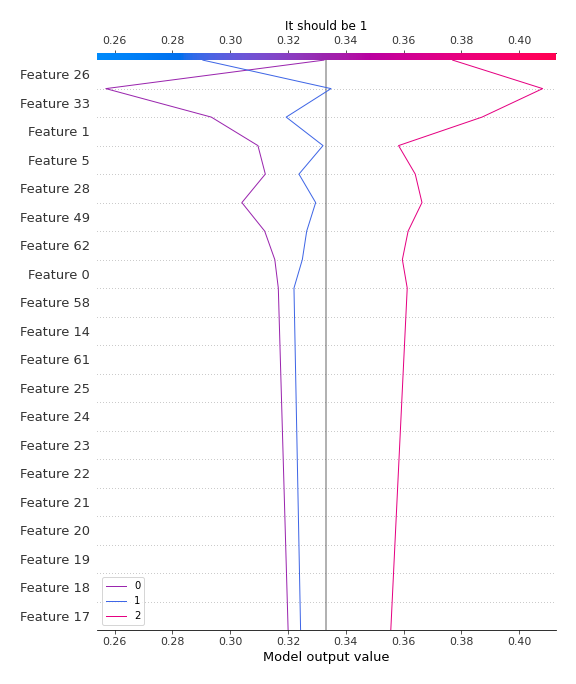 It should be 1
0.26 0.28 0.30 0.32 0.34 0.36 0.38 0.40
Feature 26
Feature 33
Feature 1
Feature 5
Feature 28
Feature 49
Feature 62
Feature 0
Feature 58
Feature 14
Feature 61
Feature 25
Feature 24
Feature 23
Feature 22
Feature 21
Feature 20
Feature 19
Feature 18
Feature 17
0
1
2
0.26 0.28 0.30 0.32 0.34 0.36 0.38 0.40
Model output value